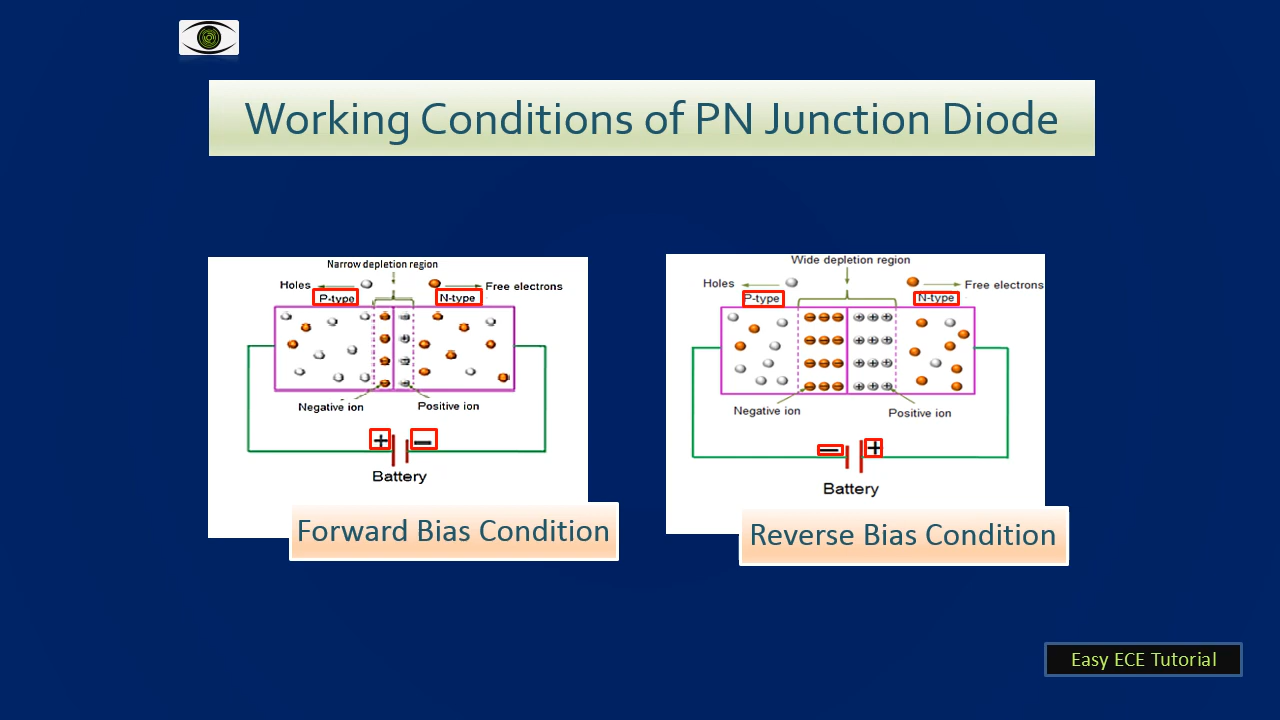 Working Conditions of PN Junction Diode
Narrow depletion region
Holes
Free electrons
P-type
N-type
Negative ion
Positive ion
+
−
Battery
Forward Bias Condition
Wide depletion region
Holes
Free electrons
P-type
N-type
Negative ion
Positive ion
−
+
Battery
Reverse Bias Condition
Easy ECE Tutorial